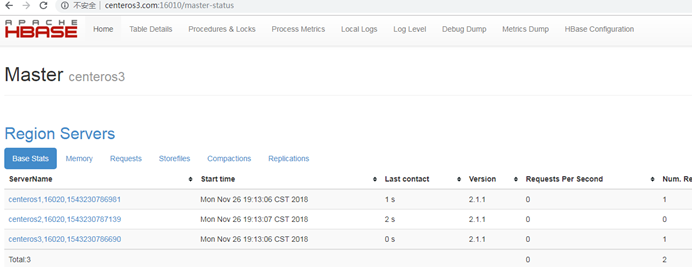 不安全 | centeros3.com:16010/master-status
APACHE
HBASE
Home Table Details Procedures & Locks Process Metrics Local Logs Log Level Debug Dump Metrics Dump HBase Configuration
Master centeros3
Region Servers
Base Stats Memory Requests Storefiles Compactions Replications
ServerName Start time Last contact Version Requests Per Second Num. Re
centeros1,16020,1543230786981 Mon Nov 26 19:13:06 CST 2018 1 s 2.1.1 0 1
centeros2,16020,1543230787139 Mon Nov 26 19:13:07 CST 2018 2 s 2.1.1 0 0
centeros3,16020,1543230786690 Mon Nov 26 19:13:06 CST 2018 0 s 2.1.1 0 1
Total:3 0 2